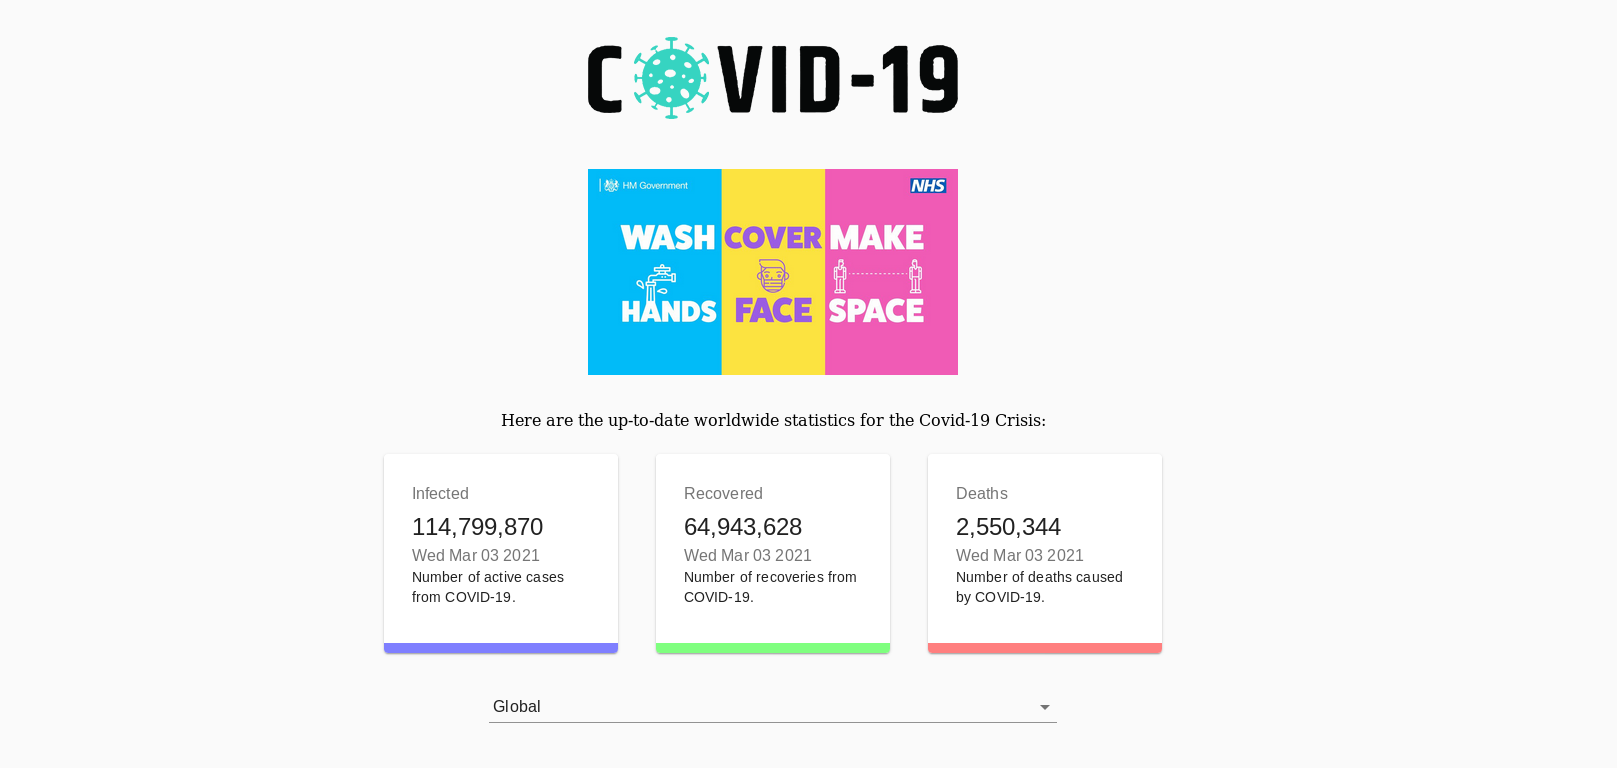 COVID-19
HM Government
NHS
WASH
HANDS
COVER
FACE
MAKE
SPACE
Here are the up-to-date worldwide statistics for the Covid-19 Crisis:
Infected
114,799,870
Wed Mar 03 2021
Number of active cases
from COVID-19.
Recovered
64,943,628
Wed Mar 03 2021
Number of recoveries from
COVID-19.
Deaths
2,550,344
Wed Mar 03 2021
Number of deaths caused
by COVID-19.
Global